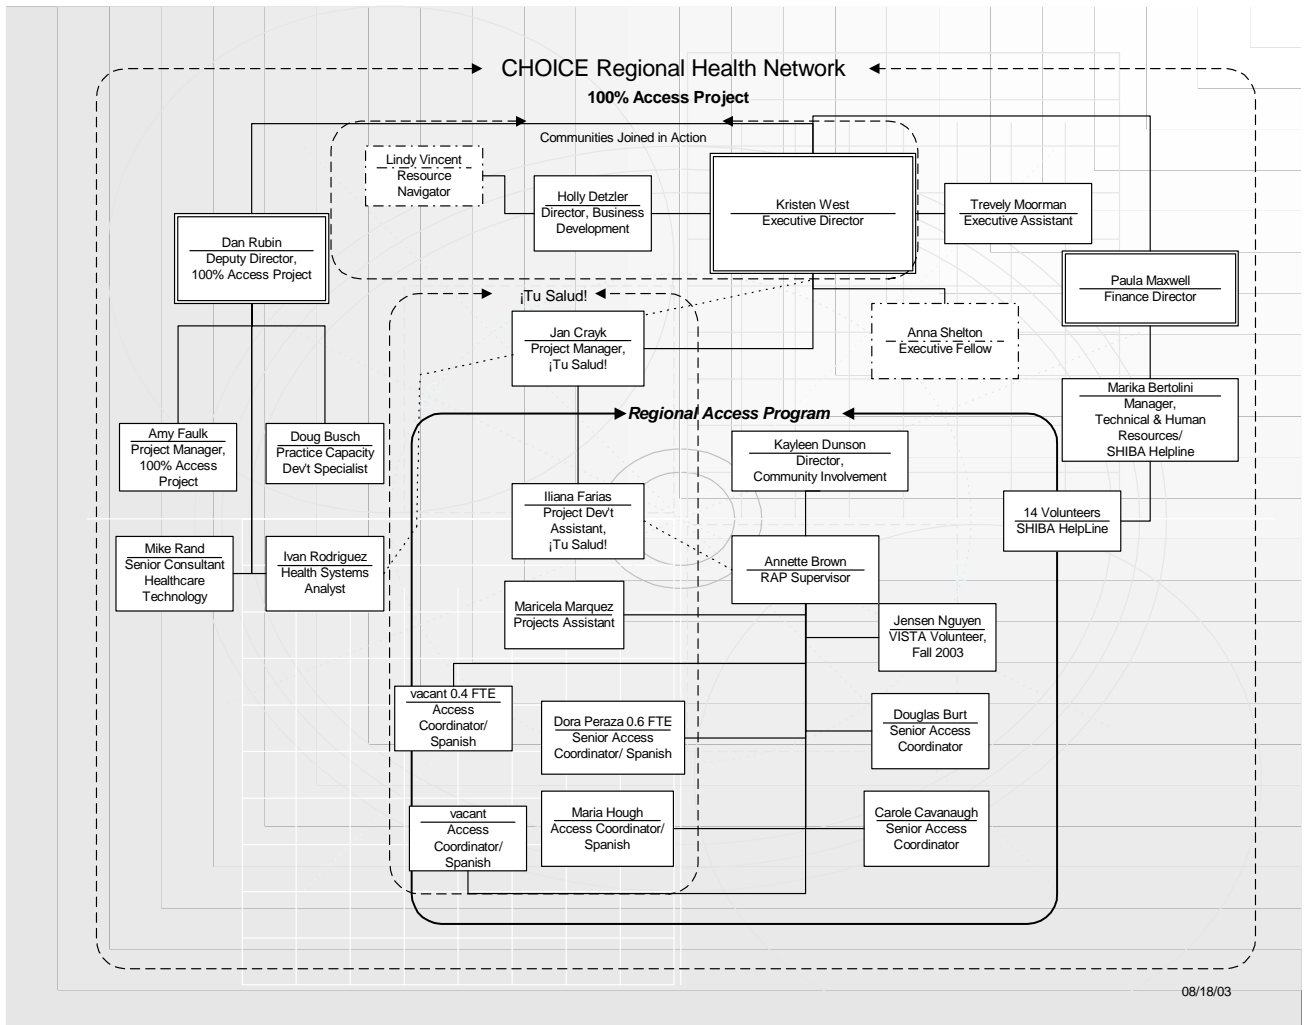 CHOICE Regional Health Network
100% Access Project
Communities Joined in Action
Lindy Vincent
Resource
Navigator
Holly Detzler
Director, Business
Development
Kristen West
Executive Director
Trevely Moorman
Executive Assistant
Dan Rubin
Deputy Director,
100% Access Project
Paula Maxwell
Finance Director
¡Tu Salud!
Jan Crayk
Project Manager,
¡Tu Salud!
Anna Shelton
Executive Fellow
Marika Bertolini
Manager,
Technical & Human
Resources/
SHIBA Helpline
Regional Access Program
Amy Faulk
Project Manager,
100% Access
Project
Doug Busch
Practice Capacity
Dev't Specialist
Kayleen Dunson
Director,
Community Involvement
Iliana Farias
Project Dev't
Assistant,
¡Tu Salud!
14 Volunteers
SHIBA HelpLine
Mike Rand
Senior Consultant
Healthcare
Technology
Ivan Rodriguez
Health Systems
Analyst
Annette Brown
RAP Supervisor
Maricela Marquez
Projects Assistant
Jensen Nguyen
VISTA Volunteer,
Fall 2003
vacant 0.4 FTE
Access
Coordinator/
Spanish
Dora Peraza 0.6 FTE
Senior Access
Coordinator/ Spanish
Douglas Burt
Senior Access
Coordinator
vacant
Access
Coordinator/
Spanish
Maria Hough
Access Coordinator/
Spanish
Carole Cavanaugh
Senior Access
Coordinator
08/18/03